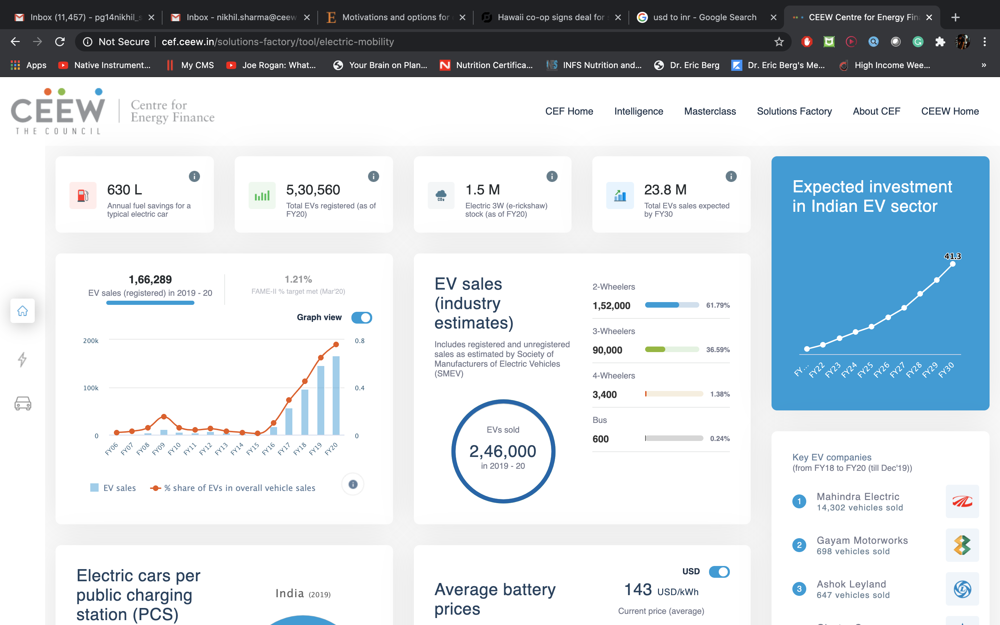 Inbox (11,457) - pg14nikhil_s
Inbox - nikhil.sharma@ceew
Motivations and options for
Hawaii co-op signs deal for
usd to inr - Google Search
CEEW Centre for Energy Fin
Not Secure
cef.ceew.in/solutions-factory/tool/electric-mobility
Apps
Native Instrument...
My CMS
Joe Rogan: What...
Your Brain on Plan...
Nutrition Certifica...
INFS Nutrition and...
Dr. Eric Berg
Dr. Eric Berg's Me...
High Income Wee...
»
CEEW
THE COUNCIL
Centre for
Energy Finance
CEF Home
Intelligence
Masterclass
Solutions Factory
About CEF
CEEW Home
630 L
Annual fuel savings for a
typical electric car
5,30,560
Total EVs registered (as of
FY20)
CO₂
1.5 M
Electric 3W (e-rickshaw)
stock (as of FY20)
23.8 M
Total EVs sales expected
by FY30
Expected investment
in Indian EV sector
41.3
FY ...
FY22
FY23
FY24
FY25
FY26
FY27
FY28
FY29
FY30
1,66,289
EV sales (registered) in 2019 - 20
1.21%
FAME-II % target met (Mar'20)
Graph view
200k
100k
0
0.8
0.4
0
FY06
FY07
FY08
FY09
FY10
FY11
FY12
FY13
FY14
FY15
FY16
FY17
FY18
FY19
FY20
EV sales
% share of EVs in overall vehicle sales
EV sales
(industry
estimates)
Includes registered and unregistered
sales as estimated by Society of
Manufacturers of Electric Vehicles
(SMEV)
EVs sold
2,46,000
in 2019 - 20
2-Wheelers
1,52,000
61.79%
3-Wheelers
90,000
36.59%
4-Wheelers
3,400
1.38%
Bus
600
0.24%
Key EV companies
(from FY18 to FY20 (till Dec'19))
1
Mahindra Electric
14,302 vehicles sold
2
Gayam Motorworks
698 vehicles sold
3
Ashok Leyland
647 vehicles sold
Electric cars per
public charging
station (PCS)
India (2019)
Average battery
prices
USD
143 USD/kWh
Current price (average)